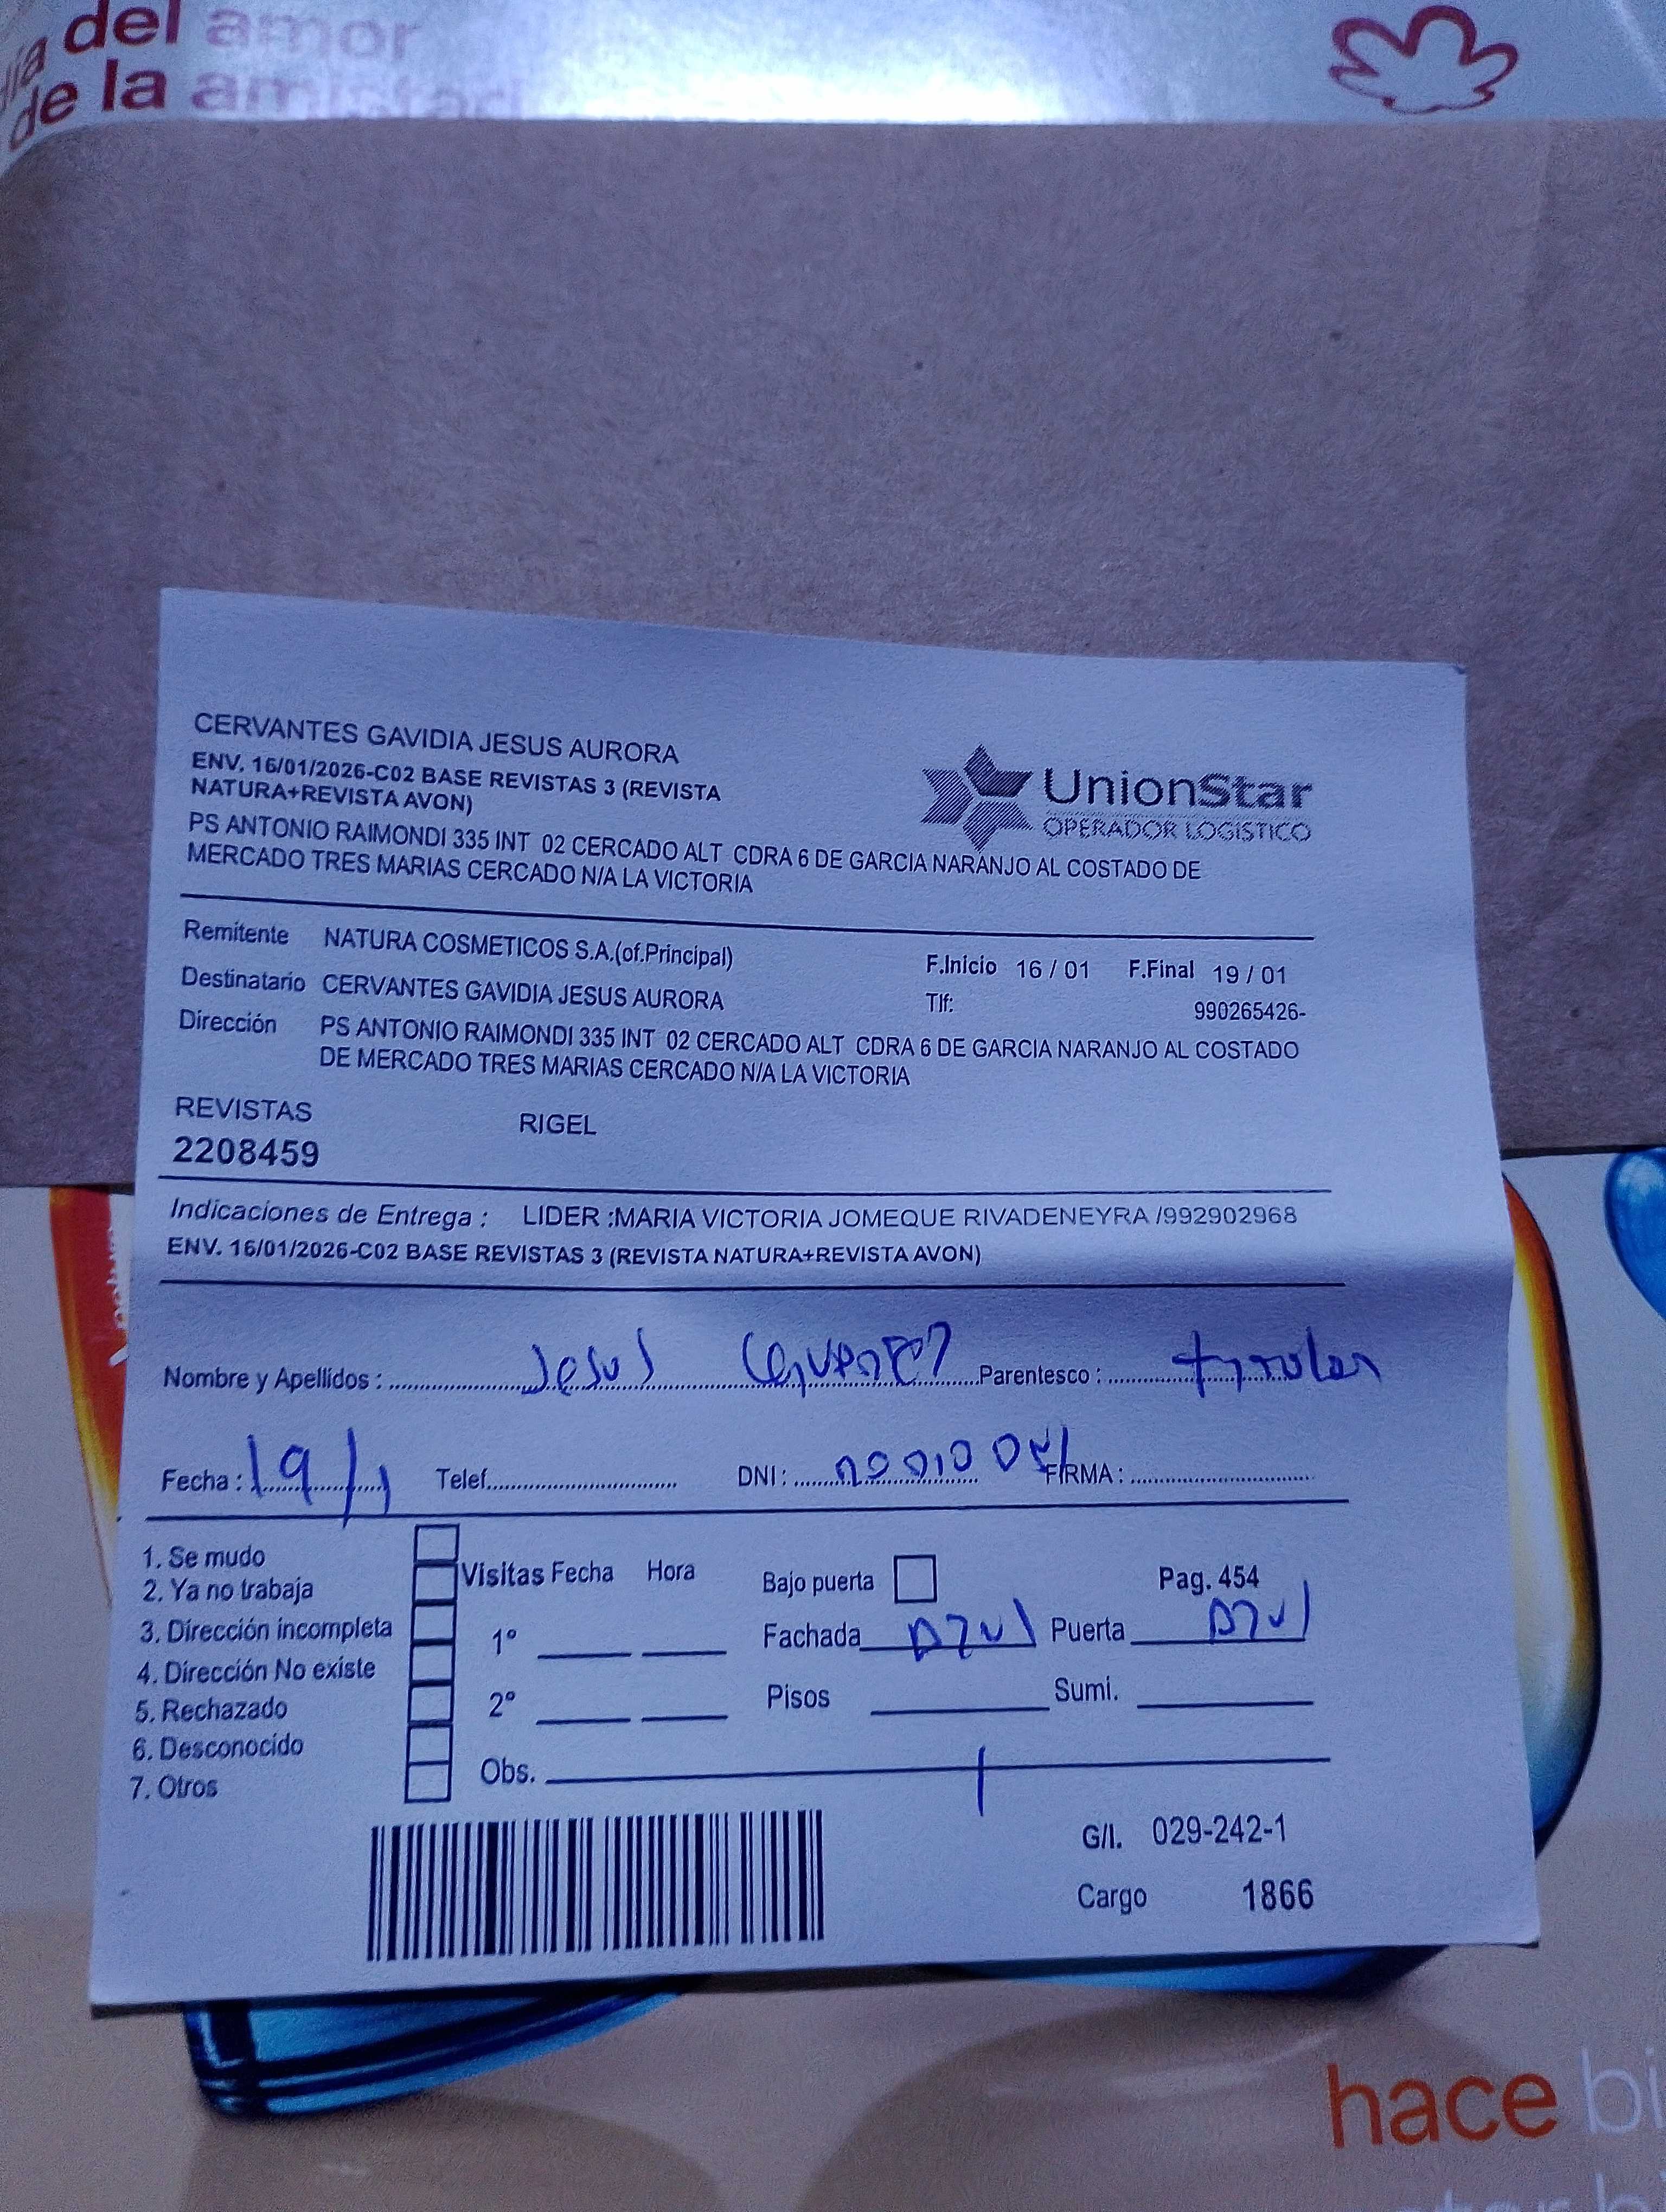 día del amor
de la amistad
CERVANTES GAVIDIA JESUS AURORA
ENV. 16/01/2026-C02 BASE REVISTAS 3 (REVISTA
NATURA+REVISTA AVON)
PS ANTONIO RAIMONDI 335 INT 02 CERCADO ALT CDRA 6 DE GARCIA NARANJO AL COSTADO DE
MERCADO TRES MARIAS CERCADO N/A LA VICTORIA
UnionStar
OPERADOR LOGISTICO
Remitente NATURA COSMETICOS S.A.(of.Principal)
F.Inicio 16 / 01 F.Final 19 / 01
Destinatario CERVANTES GAVIDIA JESUS AURORA
Tlf: 990265426-
Dirección PS ANTONIO RAIMONDI 335 INT 02 CERCADO ALT CDRA 6 DE GARCIA NARANJO AL COSTADO
DE MERCADO TRES MARIAS CERCADO N/A LA VICTORIA
REVISTAS RIGEL
2208459
Indicaciones de Entrega : LIDER :MARIA VICTORIA JOMEQUE RIVADENEYRA /992902968
ENV. 16/01/2026-C02 BASE REVISTAS 3 (REVISTA NATURA+REVISTA AVON)
Nombre y Apellidos : Jesus Cervantes Parentesco :
Fecha : 19/1 Telef. DNI : FIRMA :
1. Se mudo
2. Ya no trabaja
3. Dirección incompleta
4. Dirección No existe
5. Rechazado
6. Desconocido
7. Otros
Visitas Fecha Hora
1°
2°
Obs.
Bajo puerta Pag. 454
Fachada Azul Puerta Azul
Pisos Sumi.
G/I. 029-242-1
Cargo 1866
hace bi